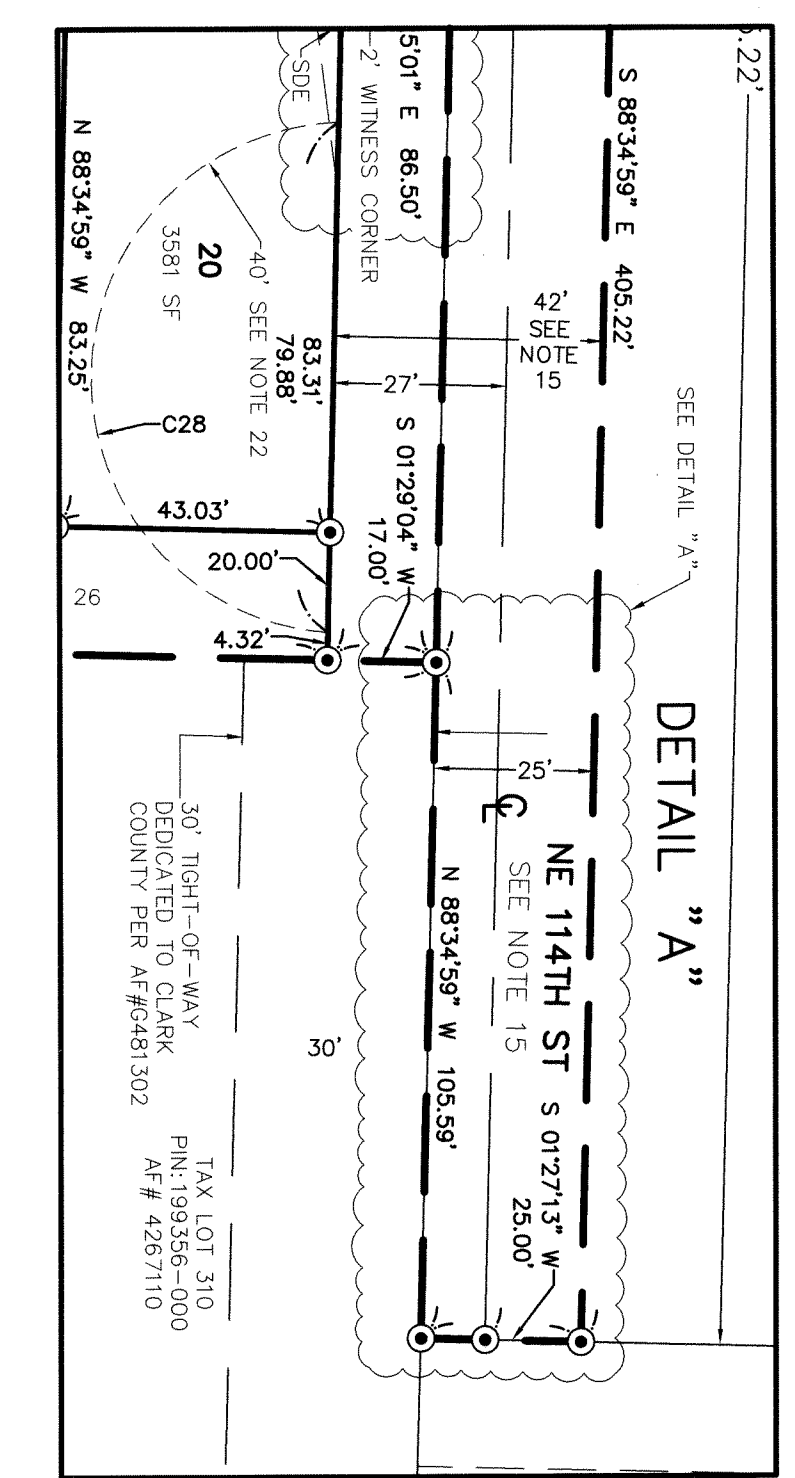 5.22'
S 88°34'59" E 405.22'
SEE DETAIL "A"
DETAIL "A"
5'01" E 86.50'
2' WITNESS CORNER
SDE
42'
SEE
NOTE
15
27'
S 01°29'04" W
17.00'
N 88°34'59" W 83.25'
20
3581 SF
40' SEE NOTE 22
83.31'
79.88'
C28
43.03'
20.00'
4.32'
26
25'
NE 114TH ST
SEE NOTE 15
N 88°34'59" W 105.59'
S 01°27'13" W
25.00'
30'
30' TIGHT-OF-WAY
DEDICATED TO CLARK
COUNTY PER AF#G481302
TAX LOT 310
PIN:199356-000
AF# 4267110